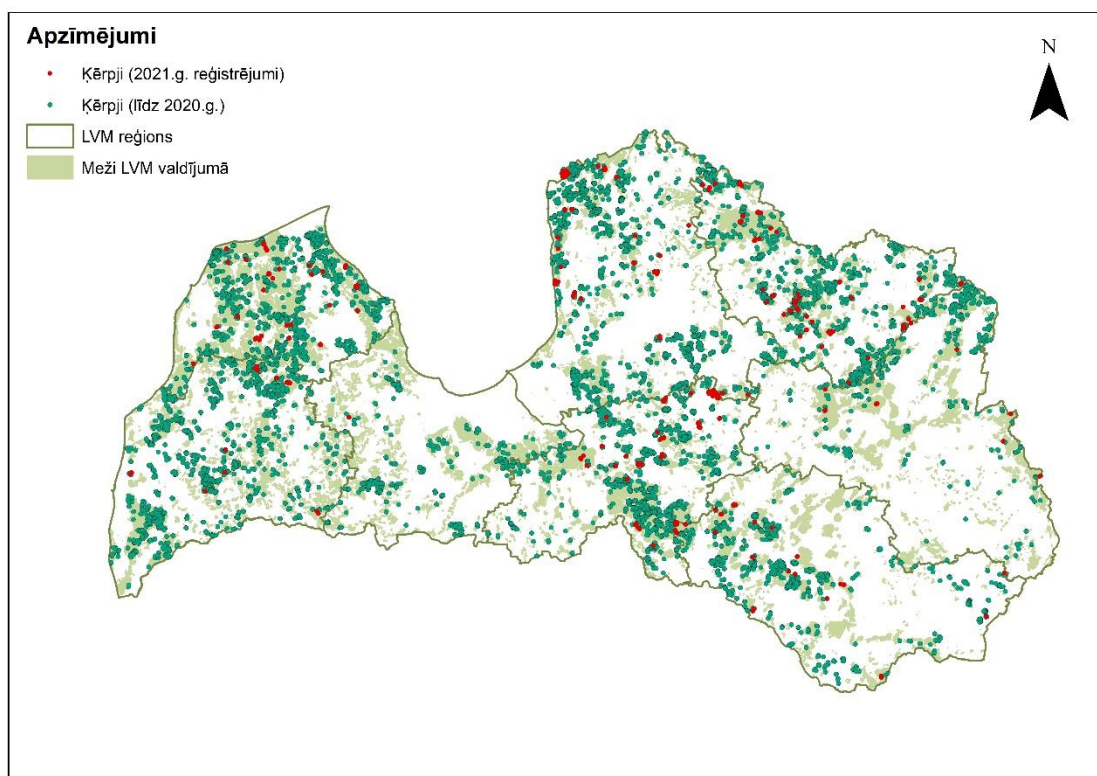 Apzīmējumi
Ķērpji (2021.g. reģistrējumi)
Ķērpji (līdz 2020.g.)
LVM reģions
Meži LVM valdījumā
N